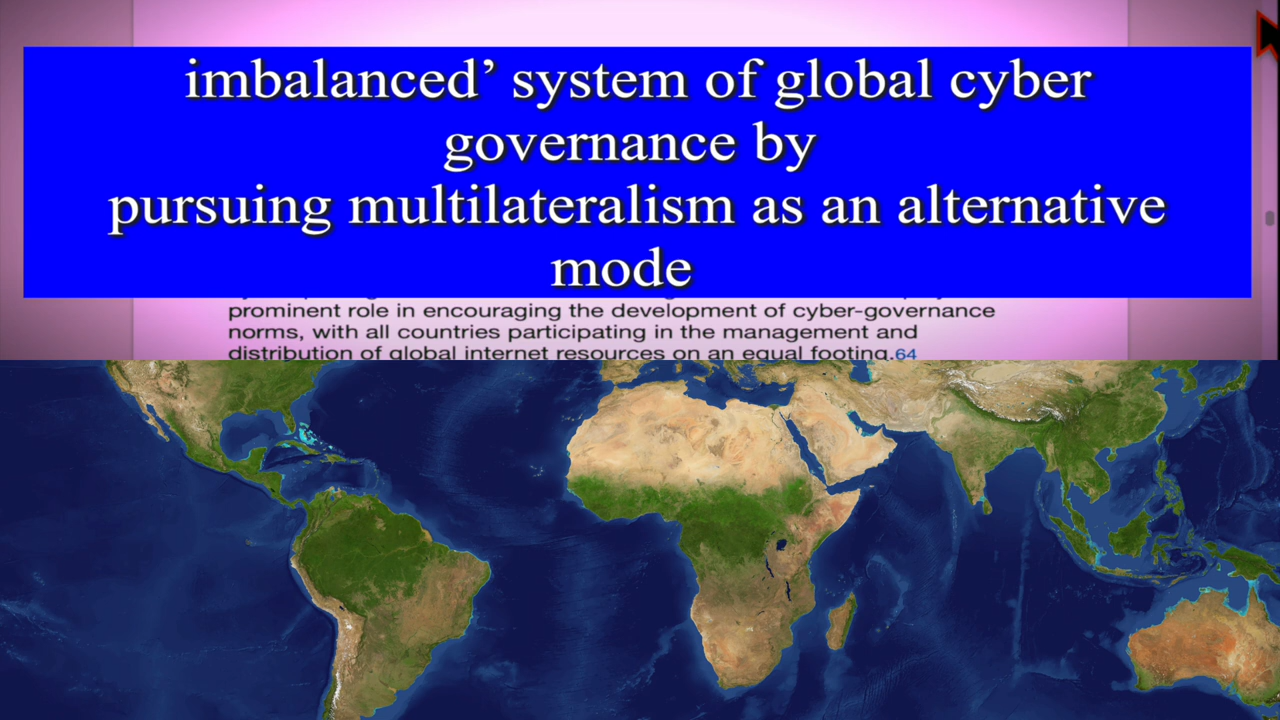 imbalanced’ system of global cyber
governance by
pursuing multilateralism as an alternative
mode
prominent role in encouraging the development of cyber-governance
norms, with all countries participating in the management and
distribution of global internet resources on an equal footing.64